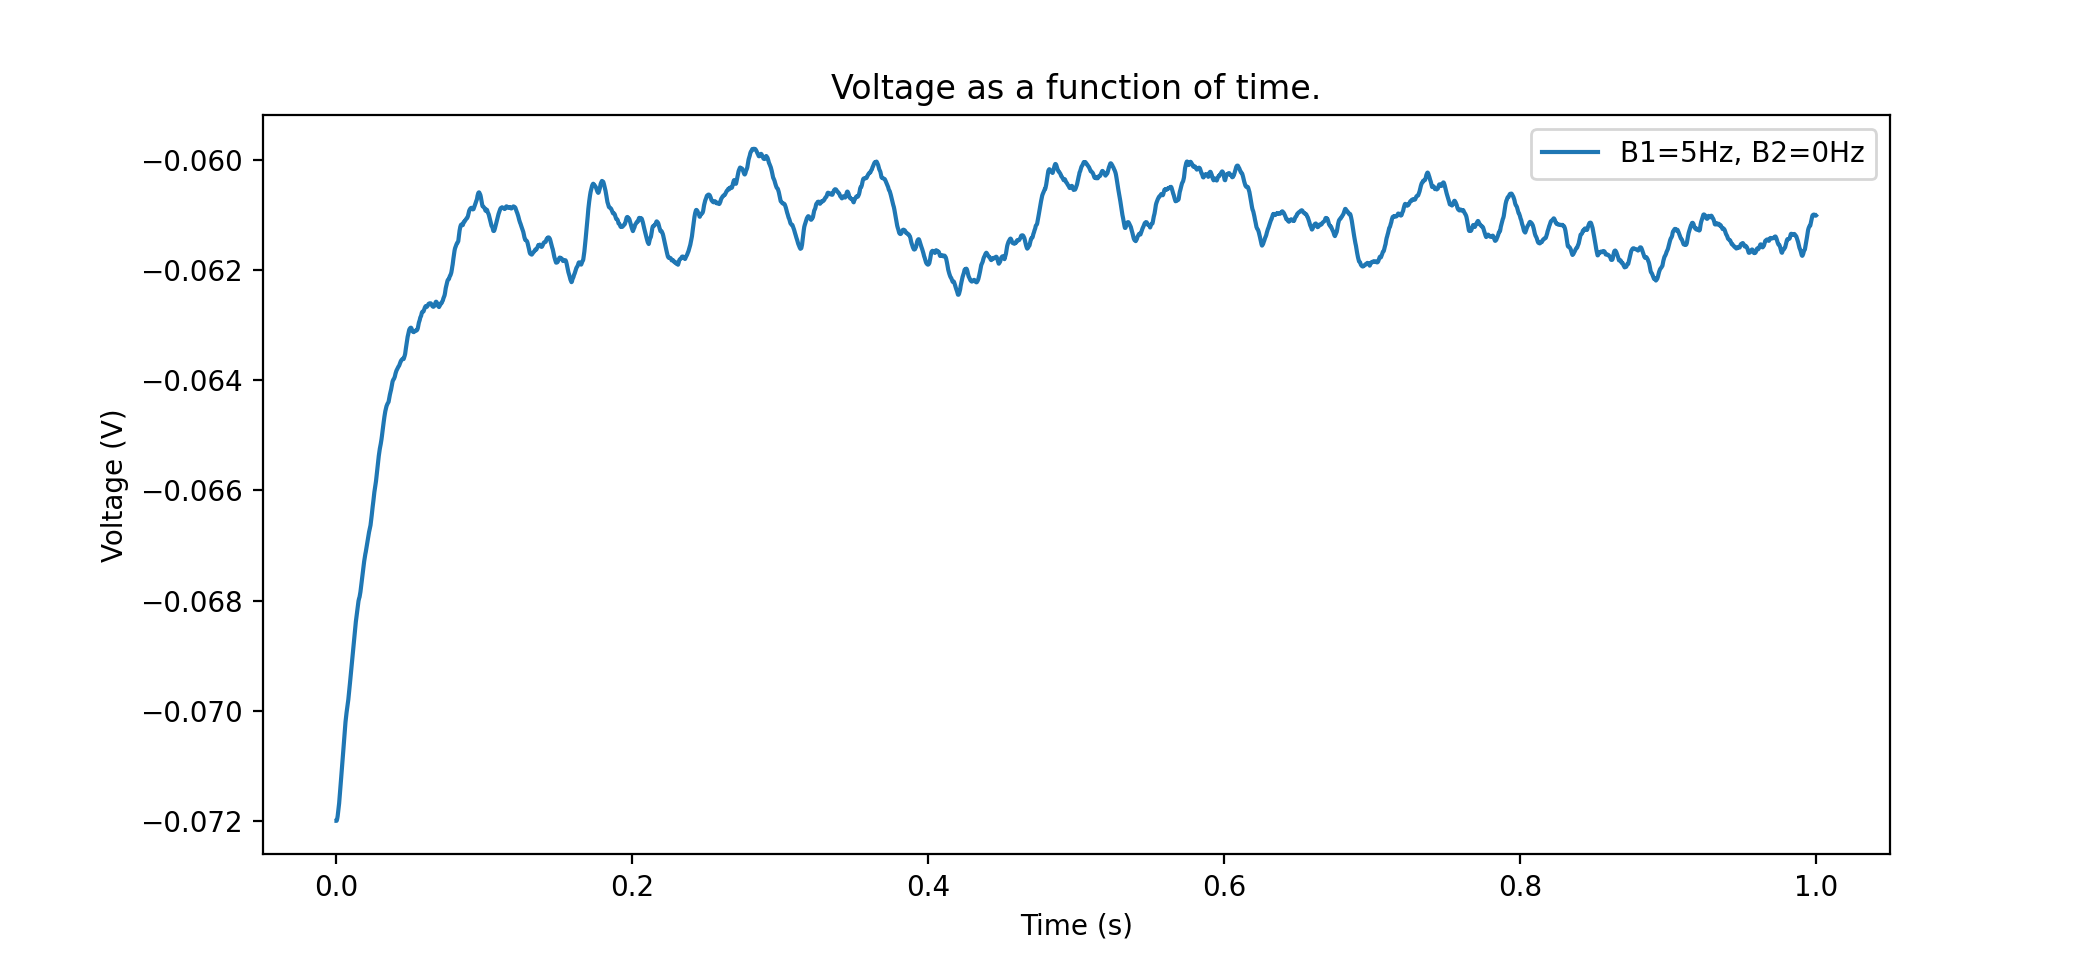 Voltage as a function of time.
B1=5Hz, B2=0Hz
−0.060
−0.062
−0.064
−0.066
−0.068
−0.070
−0.072
Voltage (V)
0.0 0.2 0.4 0.6 0.8 1.0
Time (s)